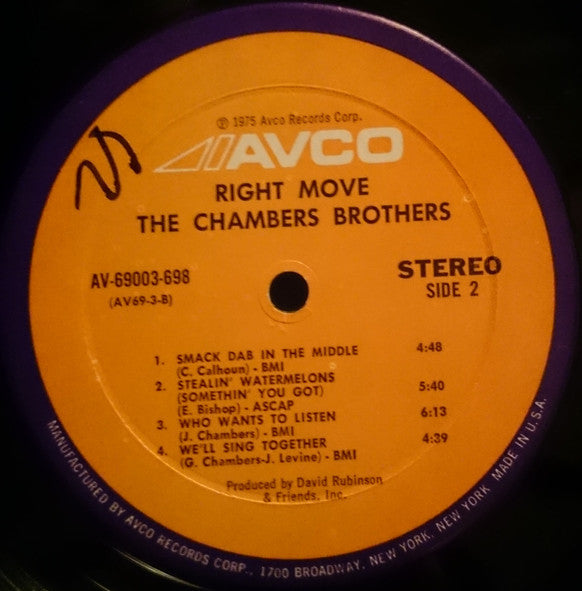 ℗ 1975 Avco Records Corp.
AVCO
RIGHT MOVE
THE CHAMBERS BROTHERS
AV-69003-698
(AV69-3-B)
STEREO
SIDE 2
1. SMACK DAB IN THE MIDDLE 4:48
(C. Calhoun) - BMI
2. STEALIN' WATERMELONS
(SOMETHIN' YOU GOT) 5:40
(E. Bishop) - ASCAP
3. WHO WANTS TO LISTEN 6:13
(J. Chambers) - BMI
4. WE'LL SING TOGETHER 4:39
(G. Chambers-J. Levine) - BMI
Produced by David Rubinson
& Friends, Inc.
MANUFACTURED BY AVCO RECORDS CORP., 1700 BROADWAY, NEW YORK, NEW YORK MADE IN U.S.A.